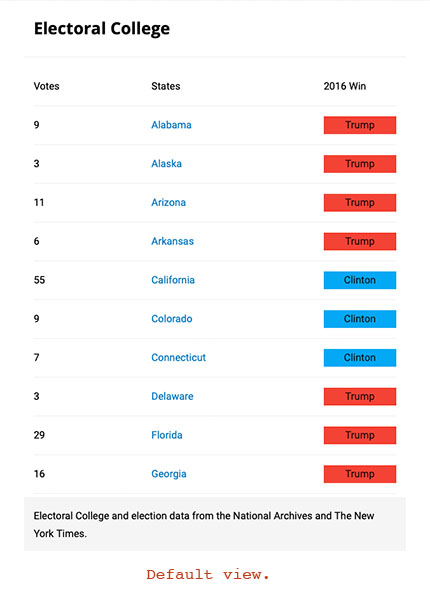 Electoral College
Votes States 2016 Win
9 Alabama Trump
3 Alaska Trump
11 Arizona Trump
6 Arkansas Trump
55 California Clinton
9 Colorado Clinton
7 Connecticut Clinton
3 Delaware Trump
29 Florida Trump
16 Georgia Trump
Electoral College and election data from the National Archives and The New
York Times.
Default view.